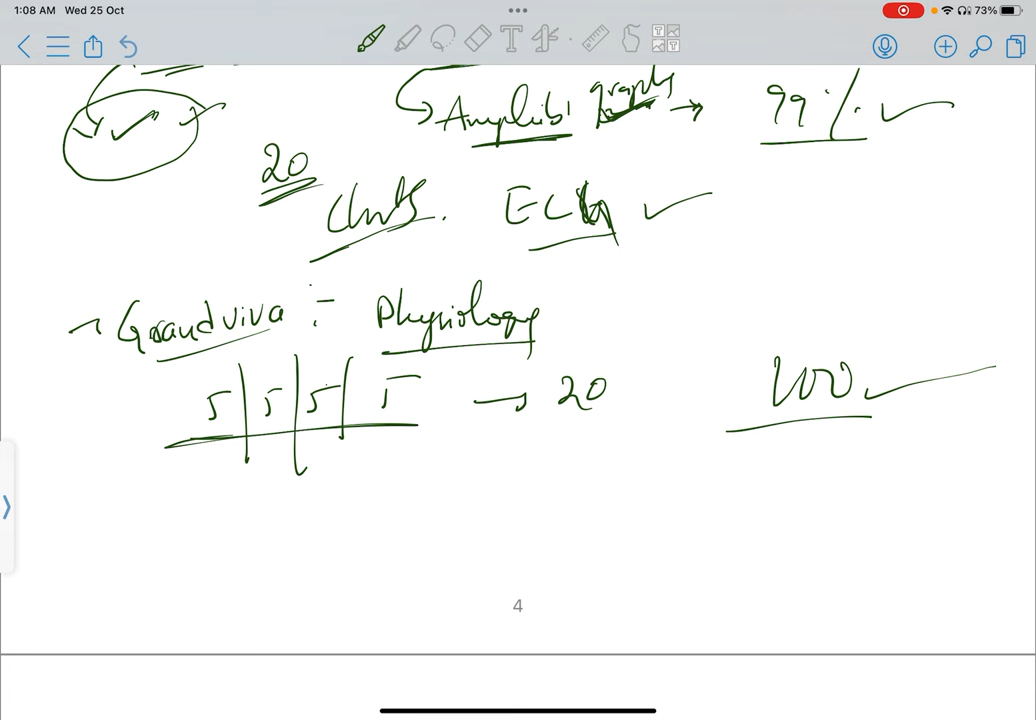 1:08 AM Wed 25 Oct 73%
Amphibi graphs → 99%
20
Charts. ECG
Grand viva :- Physiology
5 | 5 | 5 | 5 → 20 100
4